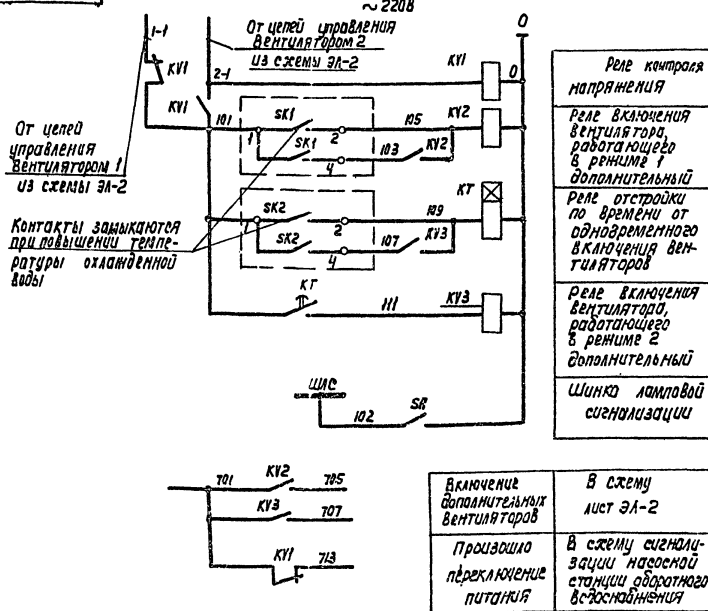 ~ 220В
1-1
От цепей управления
Вентилятором 2
из схемы ЭЛ-2
0
KV1
2-1
KV1
0
KV1
101
SK1
105
KV2
1
2
SK1
103
KV2
4
От цепей
управления
Вентилятором 1
из схемы ЭЛ-2
Контакты замыкаются
при повышении темпе-
ратуры охлажденной
воды
SK2
109
KT
1
2
SK2
107
KV3
4
KT
111
KV3
ШЛС
102
SA
Реле контроля
напряжения
Реле включения
вентилятора,
работающего
в режиме 1
дополнительный
Реле отстройки
по времени от
одновременного
включения вен-
тиляторов
Реле включения
вентилятора,
работающего
в режиме 2
дополнительный
Шинка ламповой
сигнализации
701
KV2
705
KV3
707
KV1
713
Включение
дополнительных
вентиляторов
В схему
лист ЭЛ-2
Произошло
переключение
питания
В схему сигнали-
зации насосной
станции оборотного
водоснабжения